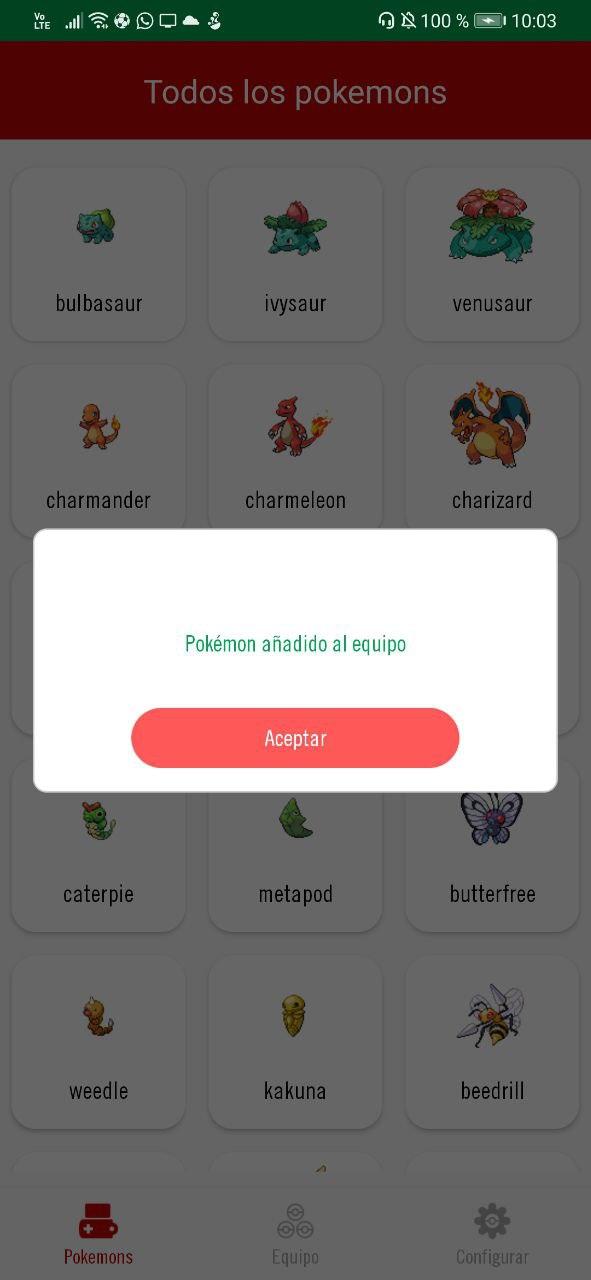 Vo
LTE
100 %
10:03
Todos los pokemons
bulbasaur
ivysaur
venusaur
charmander
charmeleon
charizard
Pokémon añadido al equipo
Aceptar
caterpie
metapod
butterfree
weedle
kakuna
beedrill
Pokemons
Equipo
Configurar